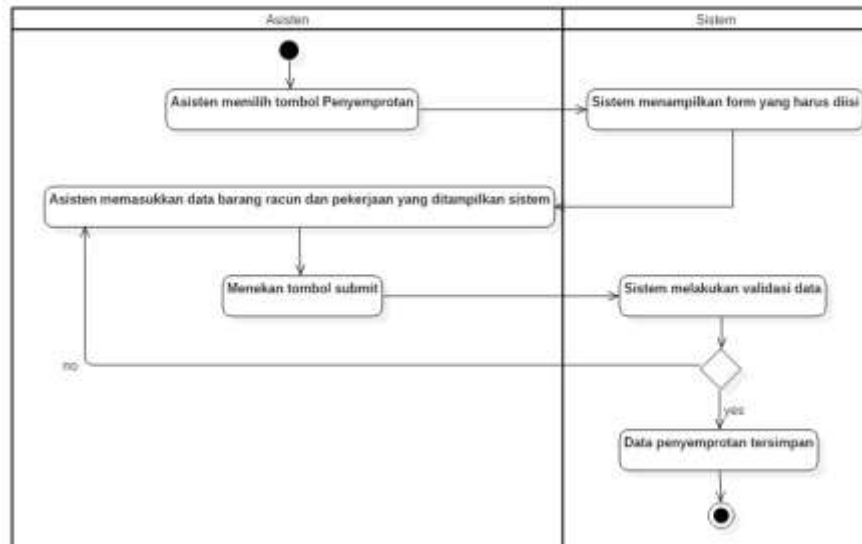 Asisten
Sistem
Asisten memilih tombol Penyemprotan
Sistem menampilkan form yang harus diisi
Asisten memasukkan data barang racun dan pekerjaan yang ditampilkan sistem
Menekan tombol submit
Sistem melakukan validasi data
no
yes
Data penyemprotan tersimpan